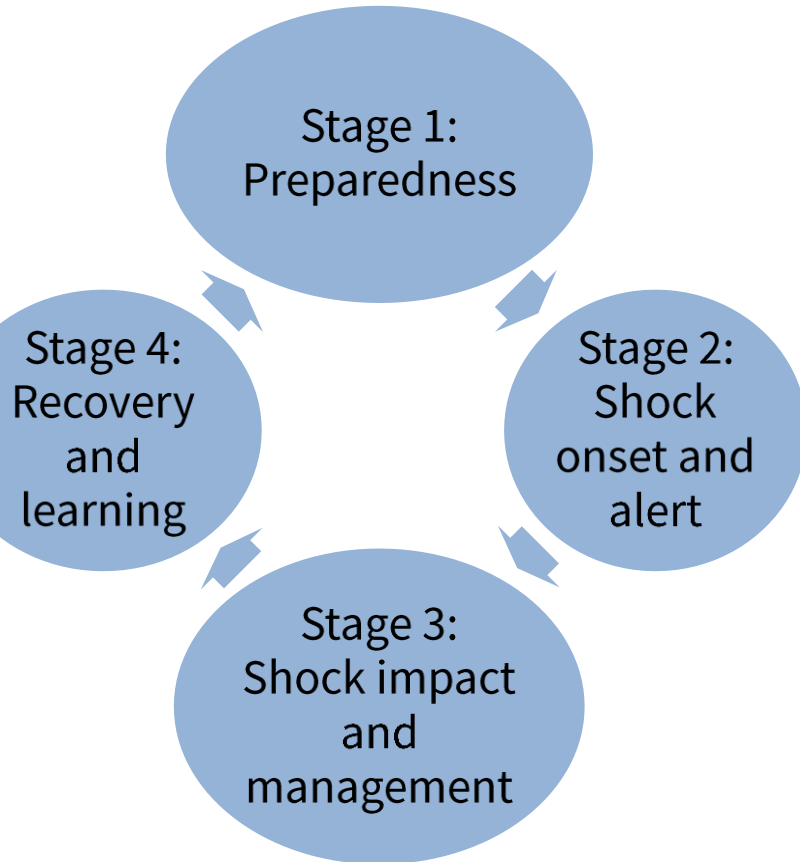 Stage 1:
Preparedness
Stage 2:
Shock
onset and
alert
Stage 3:
Shock impact
and
management
Stage 4:
Recovery
and
learning